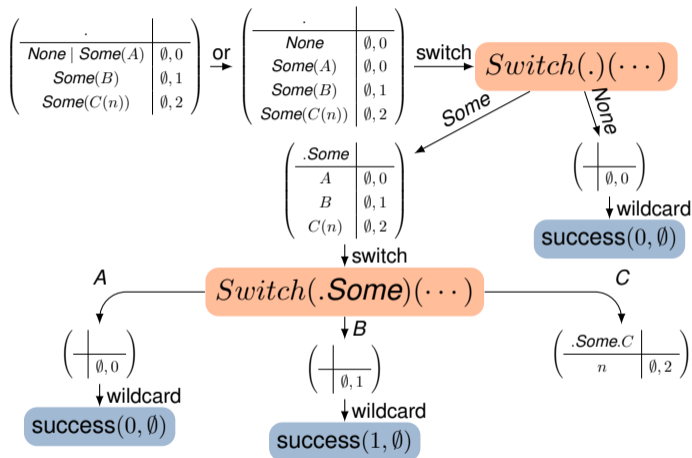 . or . switch Switch(.)(⋯)
None | Some(A) ∅, 0
Some(B) ∅, 1
Some(C(n)) ∅, 2
None ∅, 0
Some(A) ∅, 0
Some(B) ∅, 1
Some(C(n)) ∅, 2
Some None
.Some
A ∅, 0
B ∅, 1
C(n) ∅, 2
∅, 0
wildcard
success(0, ∅)
switch
Switch(.Some)(⋯)
A B C
∅, 0
wildcard
success(0, ∅)
∅, 1
wildcard
success(1, ∅)
.Some.C
n ∅, 2